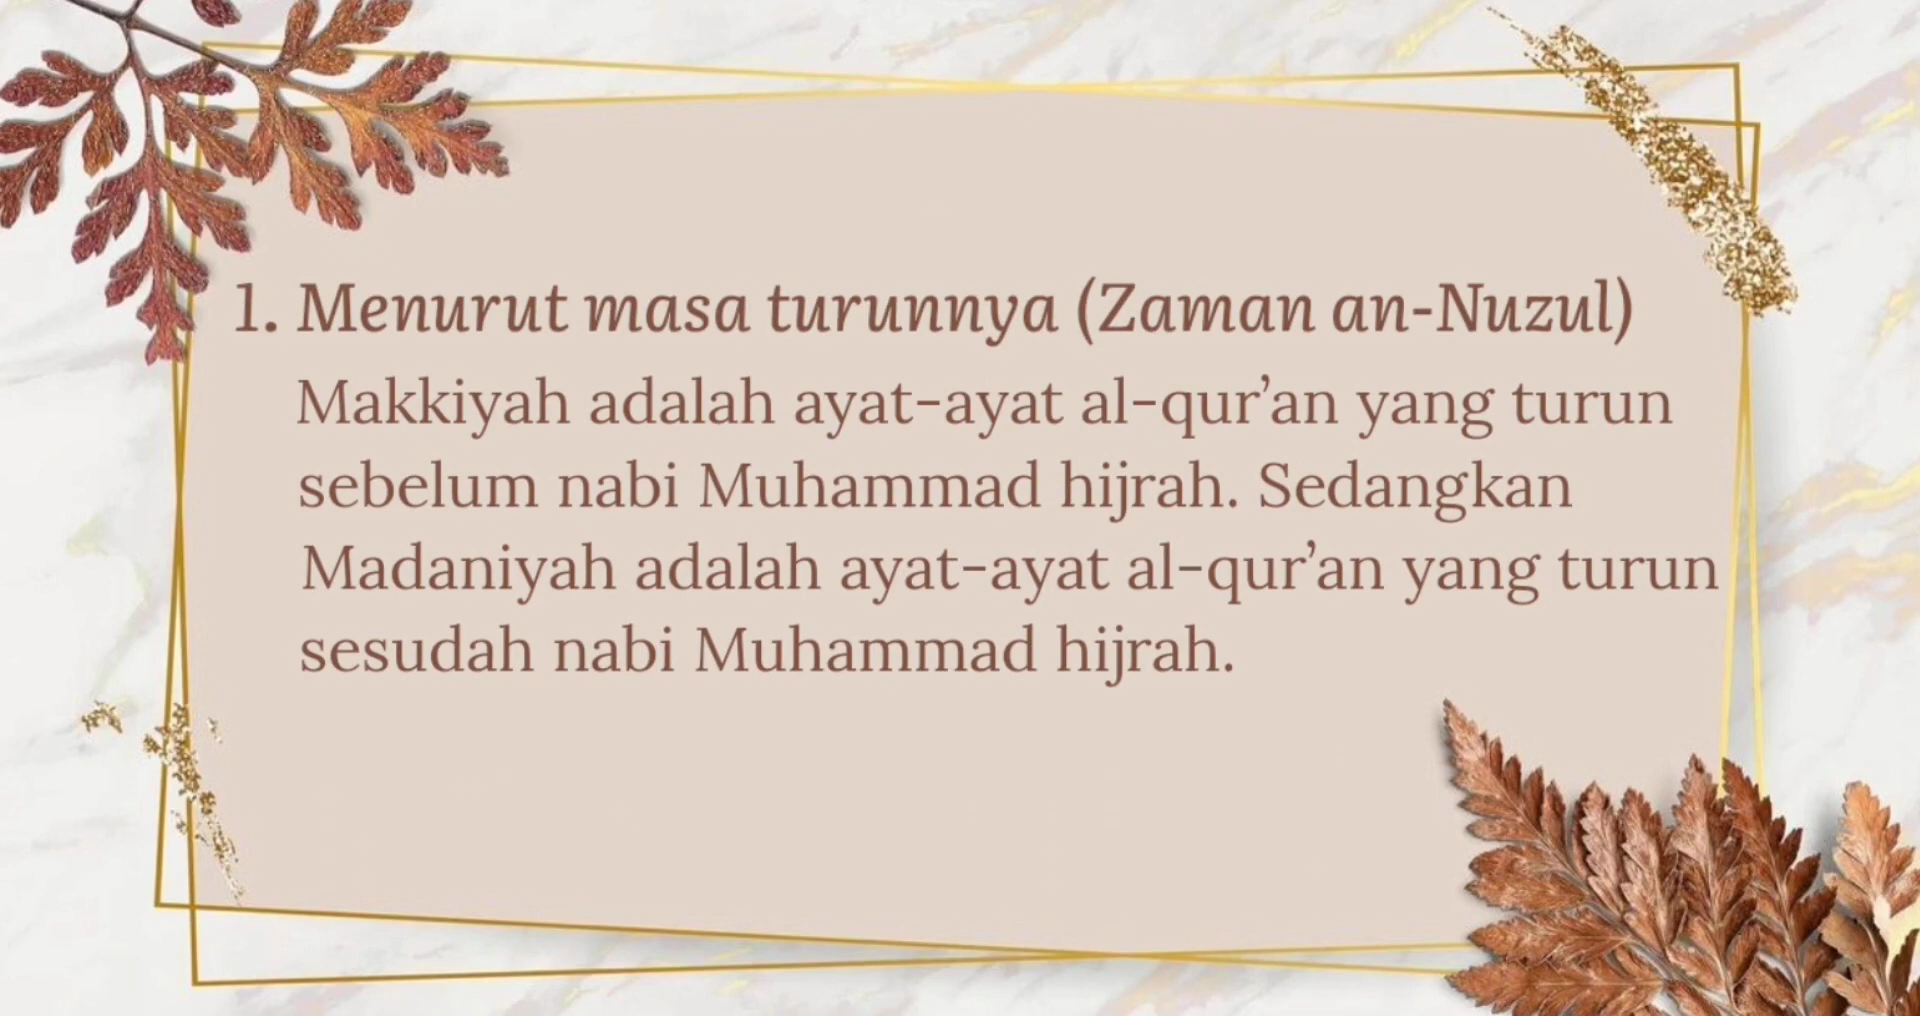 1. Menurut masa turunnya (Zaman an-Nuzul)
Makkiyah adalah ayat-ayat al-qur’an yang turun
sebelum nabi Muhammad hijrah. Sedangkan
Madaniyah adalah ayat-ayat al-qur’an yang turun
sesudah nabi Muhammad hijrah.